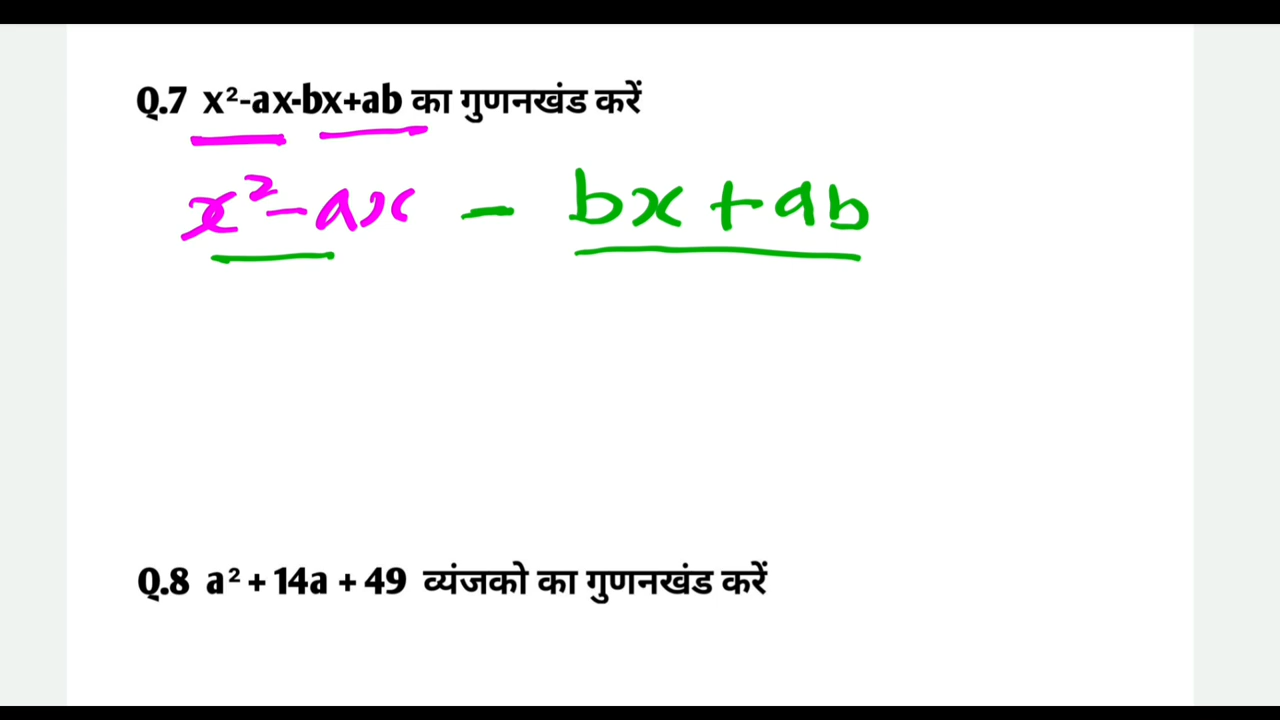 Q.7 x²-ax-bx+ab का गुणनखंड करें
x² - ax - bx + ab
Q.8 a² + 14a + 49 व्यंजको का गुणनखंड करें